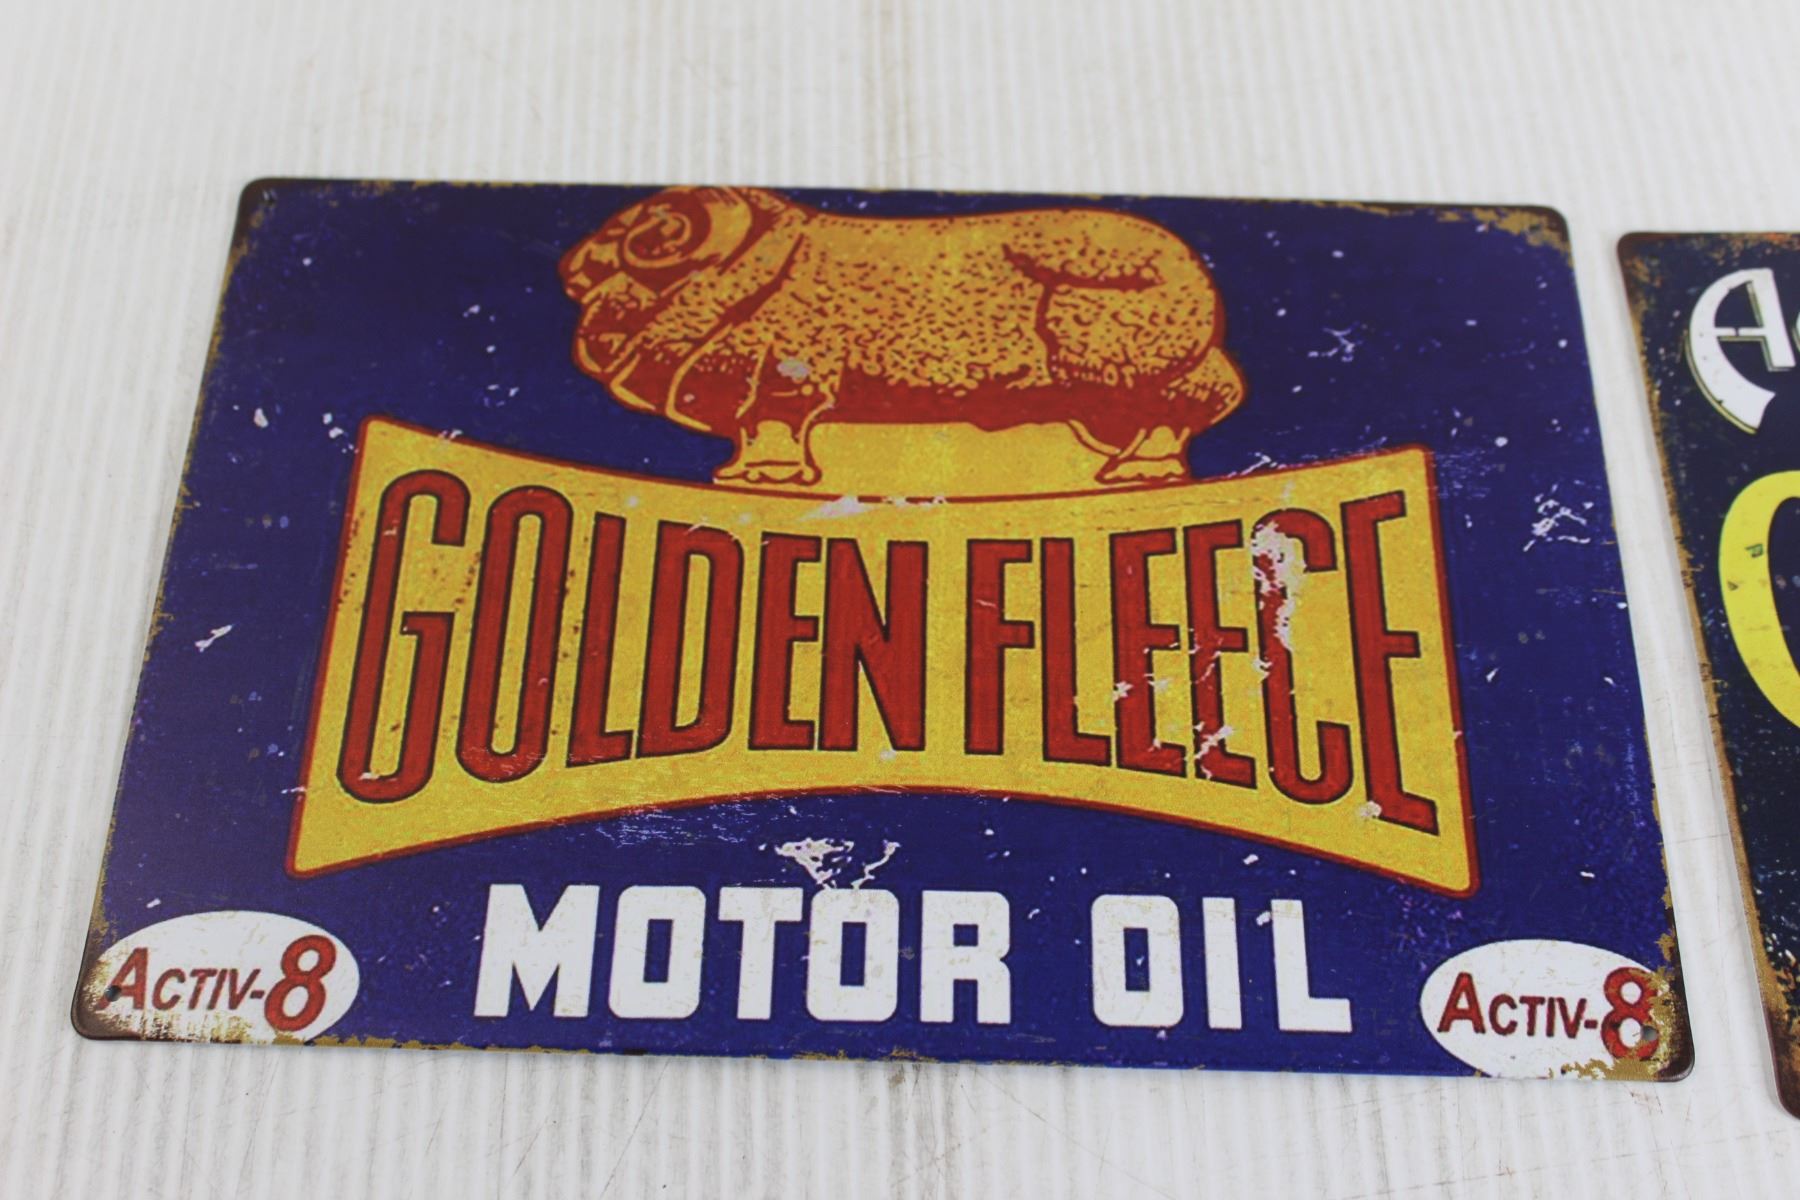 GOLDEN FLEECE
MOTOR OIL
ACTIV-8
ACTIV-8